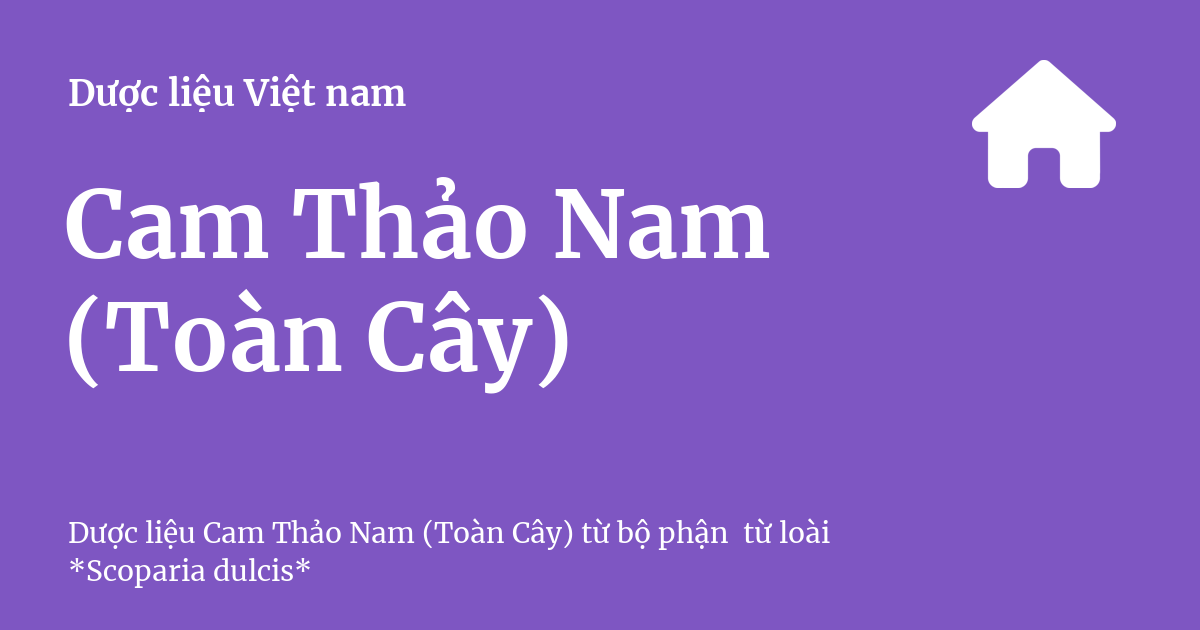 Dược liệu Việt nam
Cam Thảo Nam
(Toàn Cây)
Dược liệu Cam Thảo Nam (Toàn Cây) từ bộ phận  từ loài
*Scoparia dulcis*